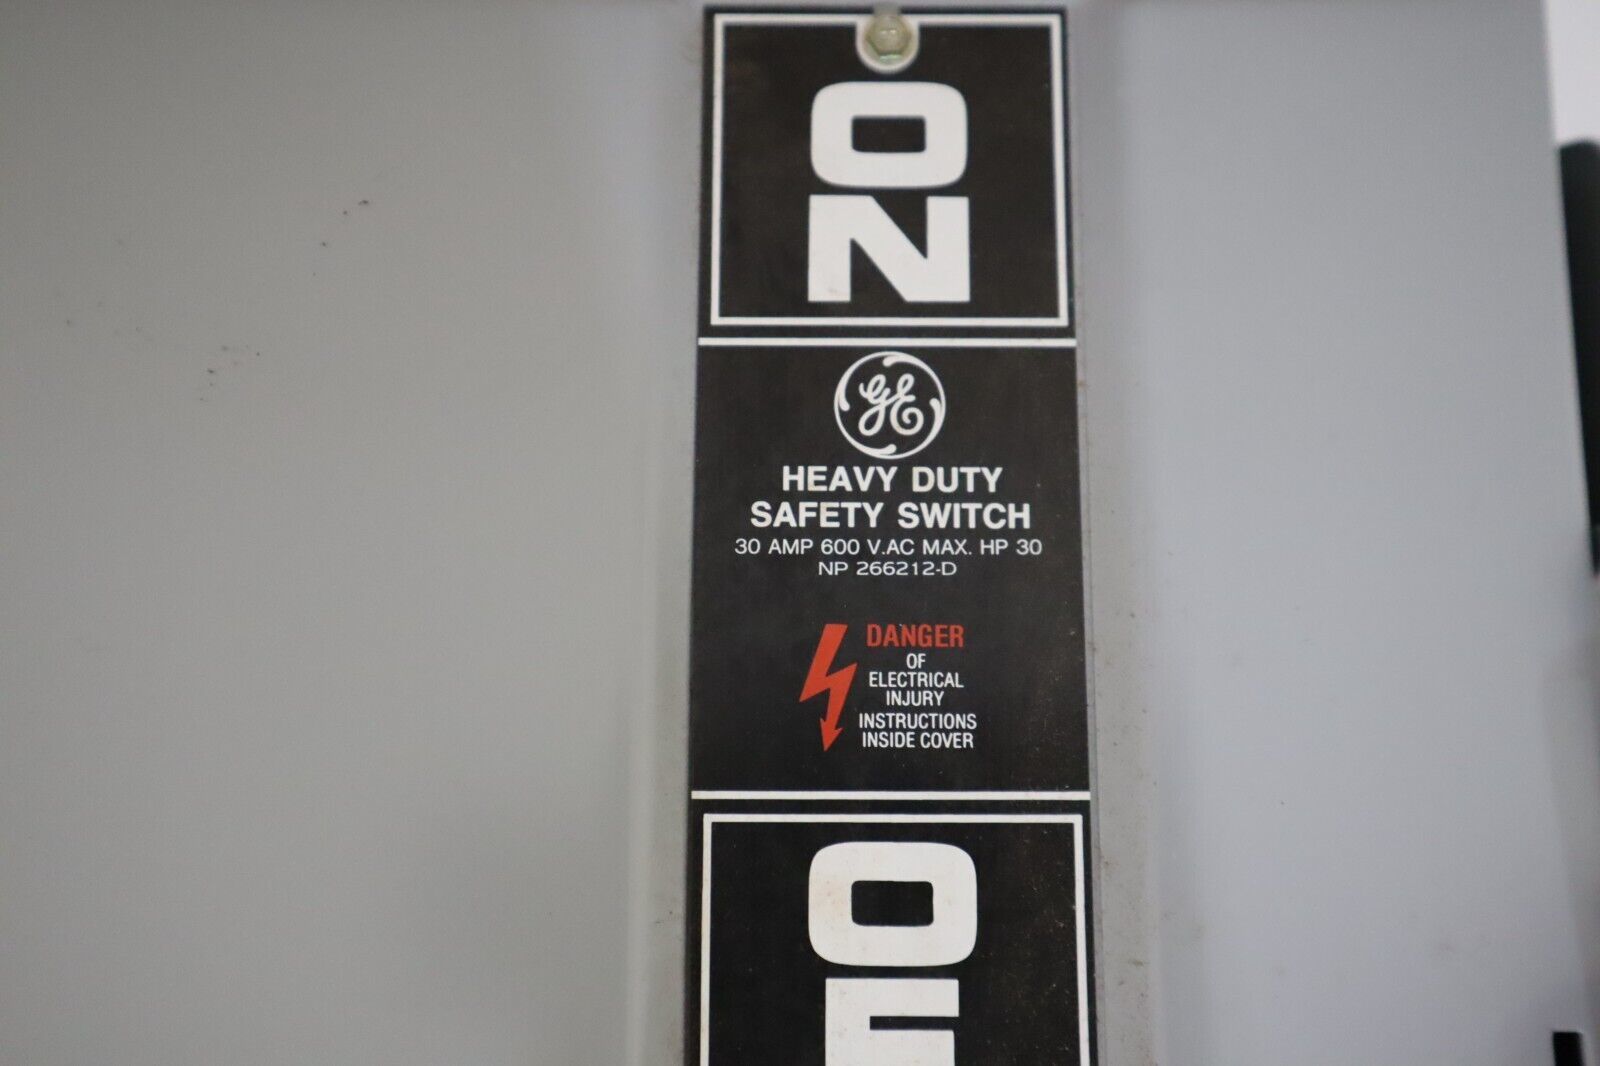 ON
GE
HEAVY DUTY
SAFETY SWITCH
30 AMP 600 V.AC MAX. HP 30
NP 266212-D
DANGER
OF
ELECTRICAL
INJURY
INSTRUCTIONS
INSIDE COVER
OF